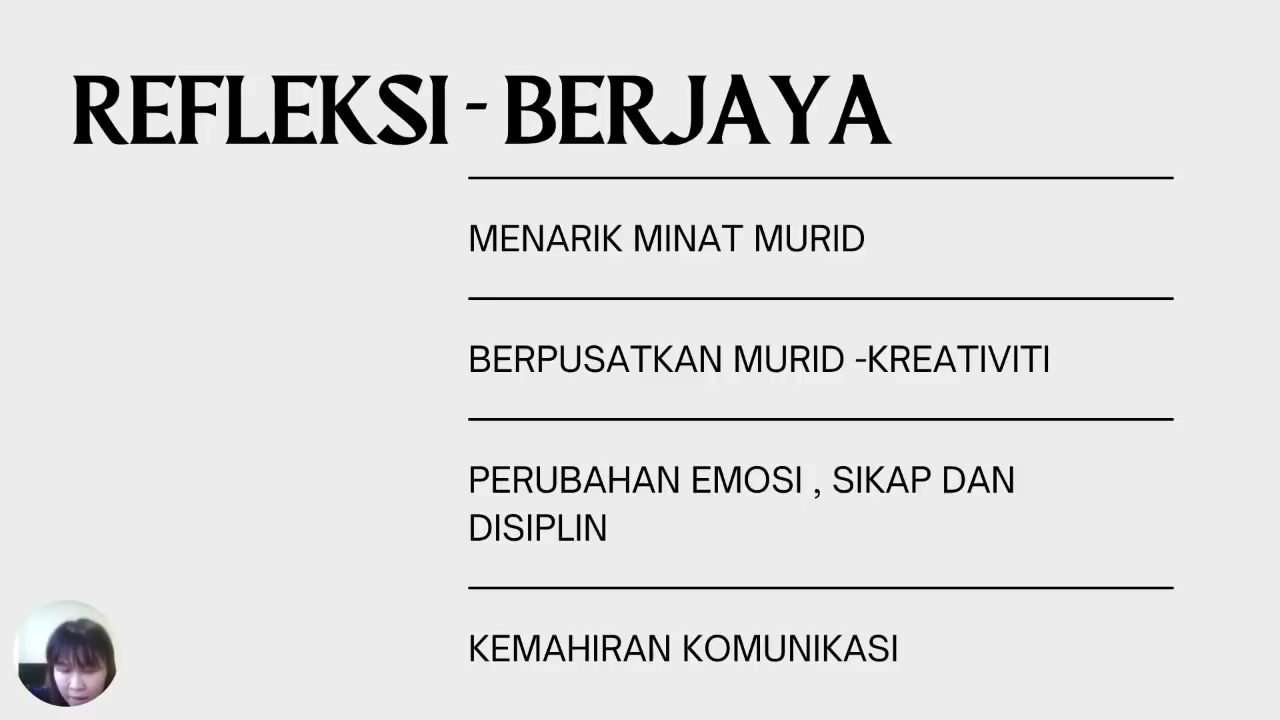 REFLEKSI - BERJAYA
MENARIK MINAT MURID
BERPUSATKAN MURID -KREATIVITI
PERUBAHAN EMOSI , SIKAP DAN
DISIPLIN
KEMAHIRAN KOMUNIKASI